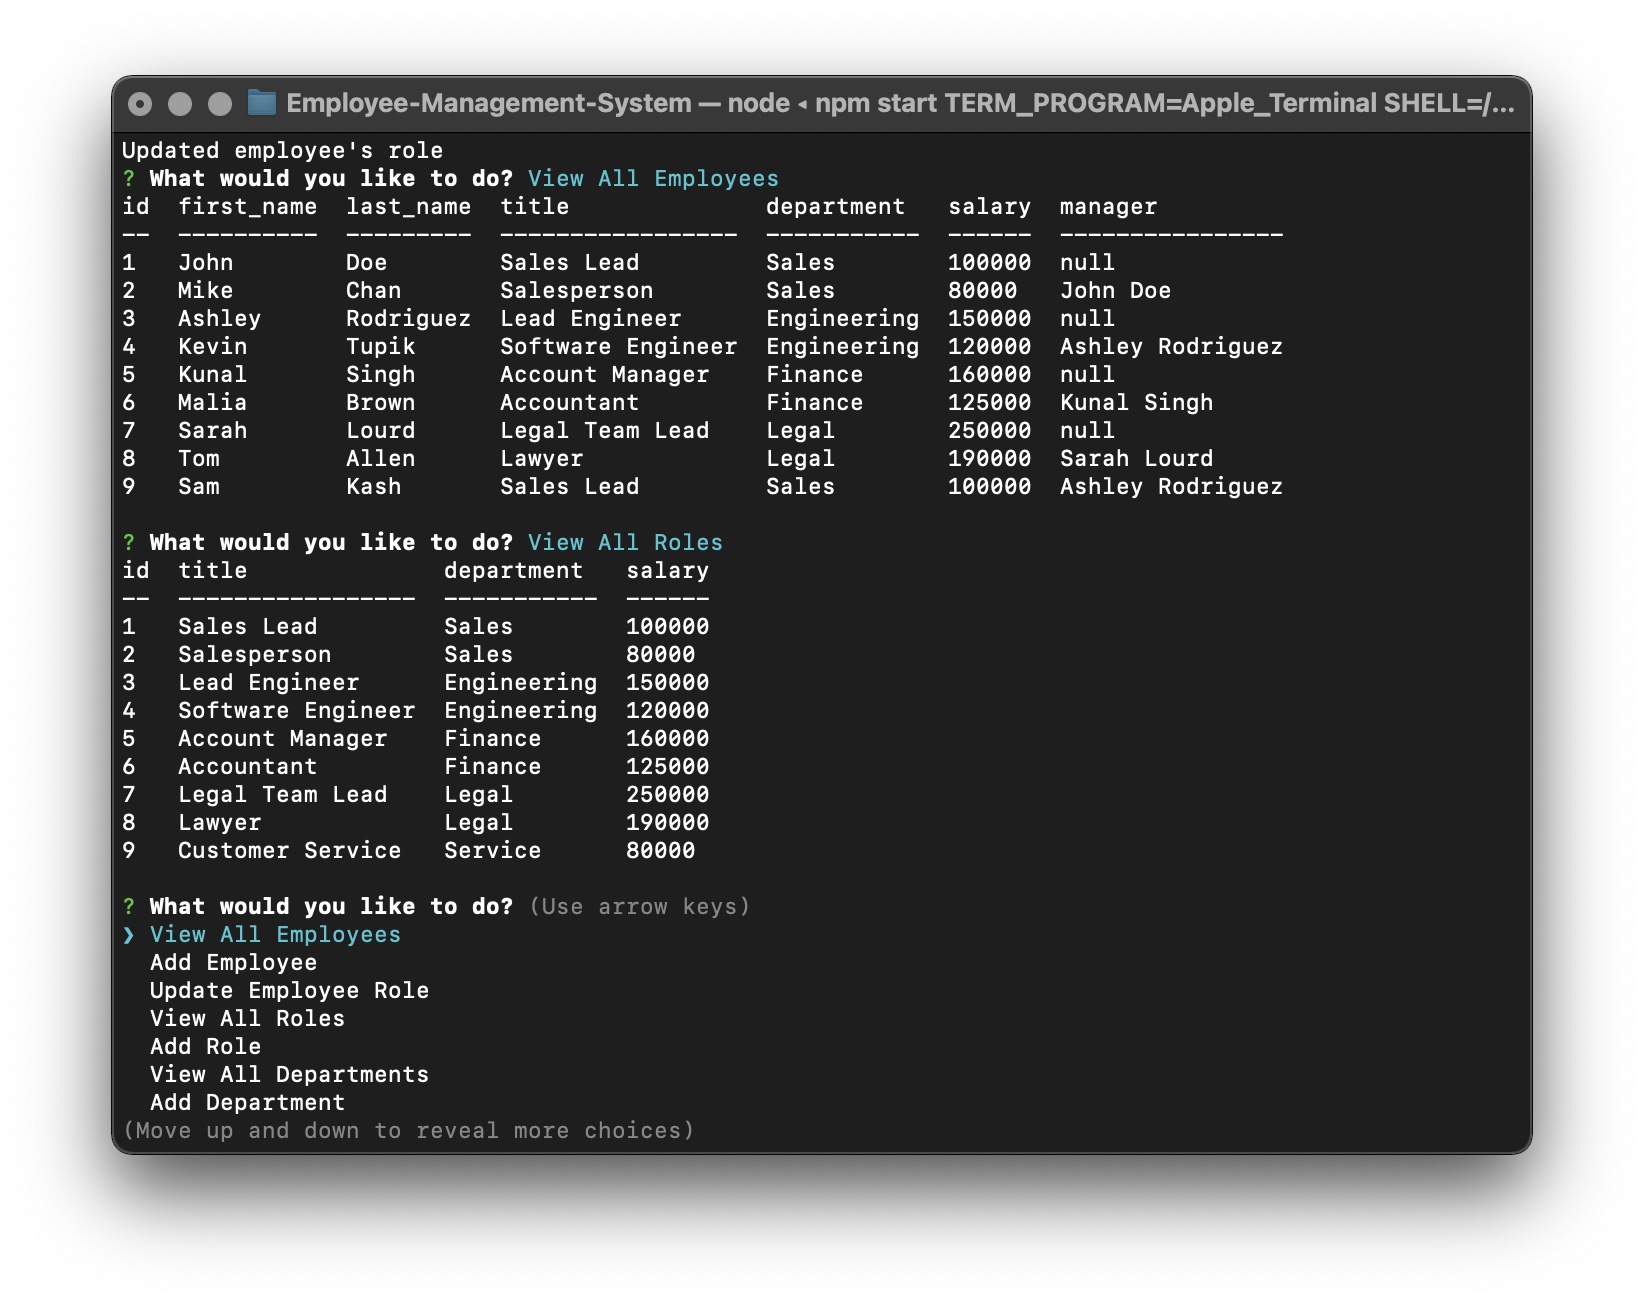 Employee-Management-System — node ◂ npm start TERM_PROGRAM=Apple_Terminal SHELL=/...
Updated employee's role
? What would you like to do? View All Employees
id  first_name  last_name  title              department   salary  manager
--  ----------  ---------  -----------------  -----------  ------  ----------------
1   John        Doe        Sales Lead         Sales        100000  null
2   Mike        Chan       Salesperson        Sales        80000   John Doe
3   Ashley      Rodriguez  Lead Engineer      Engineering  150000  null
4   Kevin       Tupik      Software Engineer  Engineering  120000  Ashley Rodriguez
5   Kunal       Singh      Account Manager    Finance      160000  null
6   Malia       Brown      Accountant         Finance      125000  Kunal Singh
7   Sarah       Lourd      Legal Team Lead    Legal        250000  null
8   Tom         Allen      Lawyer             Legal        190000  Sarah Lourd
9   Sam         Kash       Sales Lead         Sales        100000  Ashley Rodriguez
? What would you like to do? View All Roles
id  title              department   salary
--  -----------------  -----------  ------
1   Sales Lead         Sales        100000
2   Salesperson        Sales        80000
3   Lead Engineer      Engineering  150000
4   Software Engineer  Engineering  120000
5   Account Manager    Finance      160000
6   Accountant         Finance      125000
7   Legal Team Lead    Legal        250000
8   Lawyer             Legal        190000
9   Customer Service   Service      80000
? What would you like to do? (Use arrow keys)
❯ View All Employees
  Add Employee
  Update Employee Role
  View All Roles
  Add Role
  View All Departments
  Add Department
(Move up and down to reveal more choices)